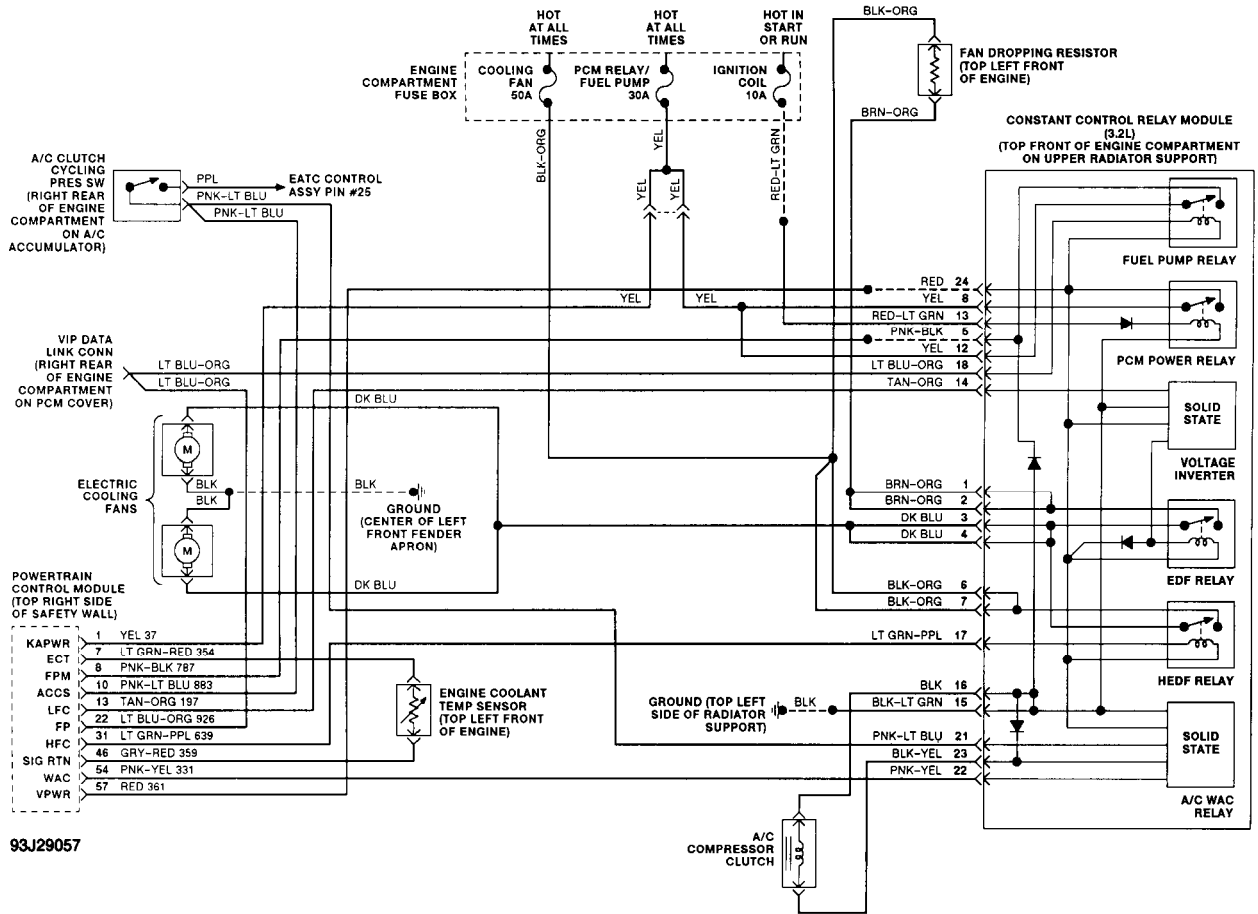 BLK-ORG
HOT
AT ALL
TIMES
HOT
AT ALL
TIMES
HOT IN
START
OR RUN
FAN DROPPING RESISTOR
(TOP LEFT FRONT
OF ENGINE)
ENGINE
COMPARTMENT
FUSE BOX
COOLING
FAN
50A
PCM RELAY/
FUEL PUMP
30A
IGNITION
COIL
10A
BRN-ORG
CONSTANT CONTROL RELAY MODULE
(3.2L)
(TOP FRONT OF ENGINE COMPARTMENT
ON UPPER RADIATOR SUPPORT)
BLK-ORG
YEL
RED-LT GRN
YEL
YEL
A/C CLUTCH
CYCLING
PRES SW
(RIGHT REAR
OF ENGINE
COMPARTMENT
ON A/C
ACCUMULATOR)
PPL
EATC CONTROL
ASSY PIN #25
PNK-LT BLU
PNK-LT BLU
FUEL PUMP RELAY
RED 24
YEL
YEL
YEL 8
RED-LT GRN 13
PNK-BLK 5
YEL 12
LT BLU-ORG 18
TAN-ORG 14
PCM POWER RELAY
VIP DATA
LINK CONN
(RIGHT REAR
OF ENGINE
COMPARTMENT
ON PCM COVER)
LT BLU-ORG
LT BLU-ORG
DK BLU
SOLID
STATE
VOLTAGE
INVERTER
M
ELECTRIC
COOLING
FANS
BLK
BLK
BLK
GROUND
(CENTER OF LEFT
FRONT FENDER
APRON)
M
DK BLU
BRN-ORG 1
BRN-ORG 2
DK BLU 3
DK BLU 4
EDF RELAY
BLK-ORG 6
BLK-ORG 7
LT GRN-PPL 17
HEDF RELAY
POWERTRAIN
CONTROL MODULE
(TOP RIGHT SIDE
OF SAFETY WALL)
KAPWR 1 YEL 37
ECT 7 LT GRN-RED 354
FPM 8 PNK-BLK 787
ACCS 10 PNK-LT BLU 883
LFC 13 TAN-ORG 197
FP 22 LT BLU-ORG 926
HFC 31 LT GRN-PPL 639
SIG RTN 46 GRY-RED 359
WAC 54 PNK-YEL 331
VPWR 57 RED 361
ENGINE COOLANT
TEMP SENSOR
(TOP LEFT FRONT
OF ENGINE)
GROUND (TOP LEFT
SIDE OF RADIATOR
SUPPORT)
BLK
BLK 16
BLK-LT GRN 15
PNK-LT BLU 21
BLK-YEL 23
PNK-YEL 22
SOLID
STATE
A/C WAC
RELAY
A/C
COMPRESSOR
CLUTCH
93J29057